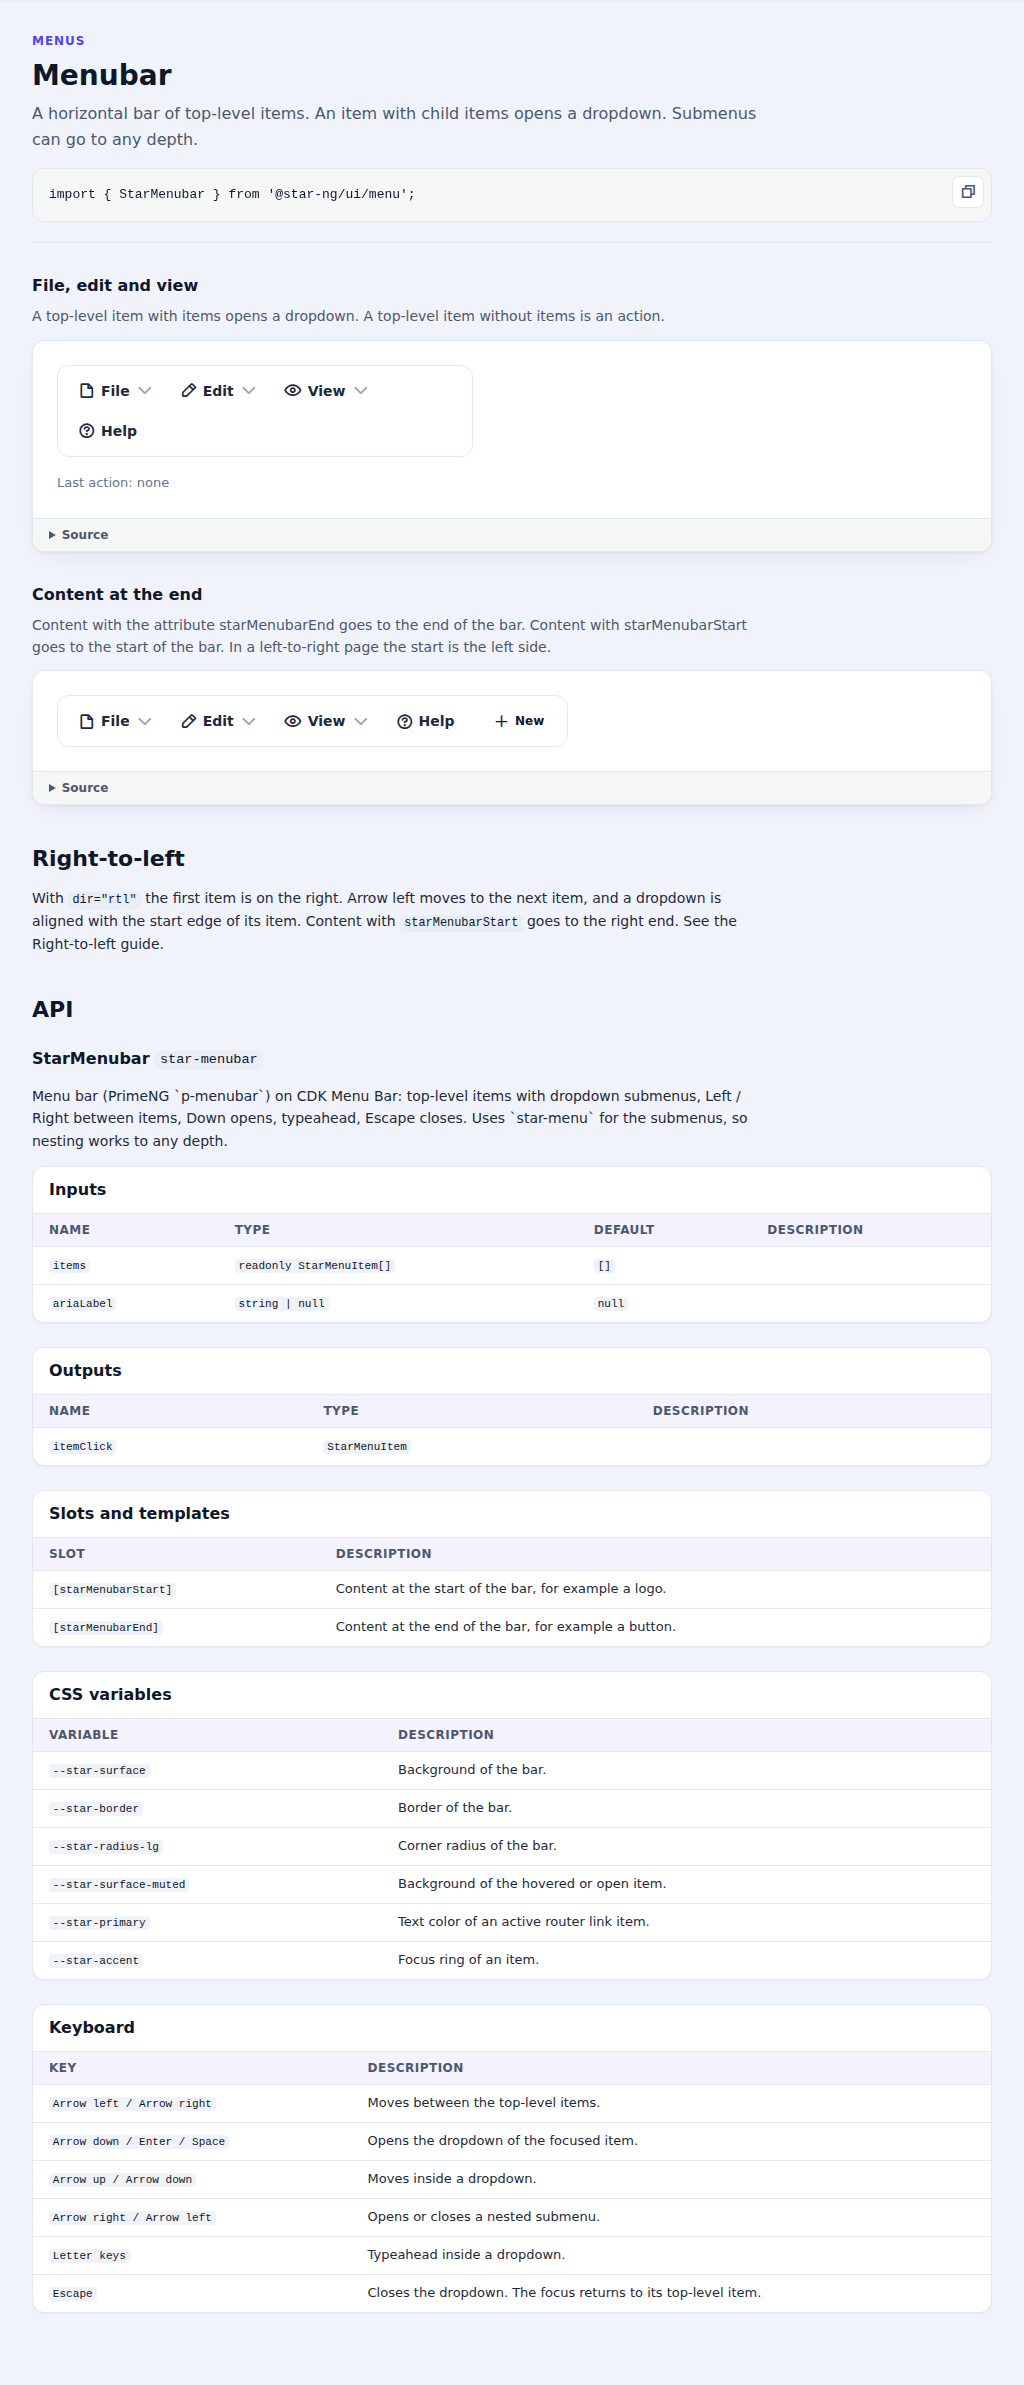 MENUS
Menubar
A horizontal bar of top-level items. An item with child items opens a dropdown. Submenus
can go to any depth.
import { StarMenubar } from '@star-ng/ui/menu';
File, edit and view
A top-level item with items opens a dropdown. A top-level item without items is an action.
File Edit View
Help
Last action: none
Source
Content at the end
Content with the attribute starMenubarEnd goes to the end of the bar. Content with starMenubarStart
goes to the start of the bar. In a left-to-right page the start is the left side.
File Edit View Help New
Source
Right-to-left
With dir="rtl" the first item is on the right. Arrow left moves to the next item, and a dropdown is
aligned with the start edge of its item. Content with starMenubarStart goes to the right end. See the
Right-to-left guide.
API
StarMenubar star-menubar
Menu bar (PrimeNG `p-menubar`) on CDK Menu Bar: top-level items with dropdown submenus, Left /
Right between items, Down opens, typeahead, Escape closes. Uses `star-menu` for the submenus, so
nesting works to any depth.
Inputs
NAME TYPE DEFAULT DESCRIPTION
items readonly StarMenuItem[] []
ariaLabel string | null null
Outputs
NAME TYPE DESCRIPTION
itemClick StarMenuItem
Slots and templates
SLOT DESCRIPTION
[starMenubarStart] Content at the start of the bar, for example a logo.
[starMenubarEnd] Content at the end of the bar, for example a button.
CSS variables
VARIABLE DESCRIPTION
--star-surface Background of the bar.
--star-border Border of the bar.
--star-radius-lg Corner radius of the bar.
--star-surface-muted Background of the hovered or open item.
--star-primary Text color of an active router link item.
--star-accent Focus ring of an item.
Keyboard
KEY DESCRIPTION
Arrow left / Arrow right Moves between the top-level items.
Arrow down / Enter / Space Opens the dropdown of the focused item.
Arrow up / Arrow down Moves inside a dropdown.
Arrow right / Arrow left Opens or closes a nested submenu.
Letter keys Typeahead inside a dropdown.
Escape Closes the dropdown. The focus returns to its top-level item.